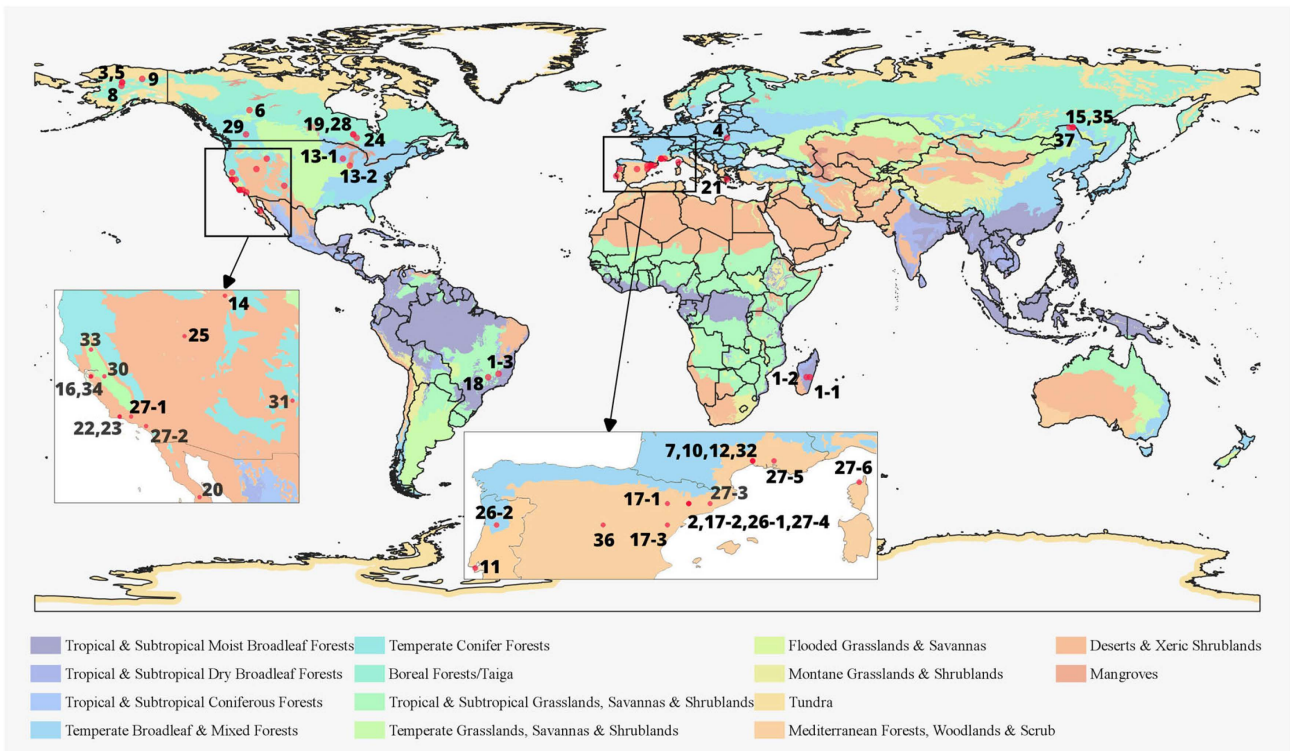 3,5
9
8
6
29
19,28
24
13-1
13-2
4
21
15,35
37
14
25
33
30
16,34
27-1
31
22,23
27-2
20
1-3
18
1-2
1-1
7,10,12,32
27-6
27-5
17-1
27-3
26-2
2,17-2,26-1,27-4
36
17-3
11
Tropical & Subtropical Moist Broadleaf Forests
Temperate Conifer Forests
Flooded Grasslands & Savannas
Deserts & Xeric Shrublands
Tropical & Subtropical Dry Broadleaf Forests
Boreal Forests/Taiga
Montane Grasslands & Shrublands
Mangroves
Tropical & Subtropical Coniferous Forests
Tropical & Subtropical Grasslands, Savannas & Shrublands
Tundra
Temperate Broadleaf & Mixed Forests
Temperate Grasslands, Savannas & Shrublands
Mediterranean Forests, Woodlands & Scrub